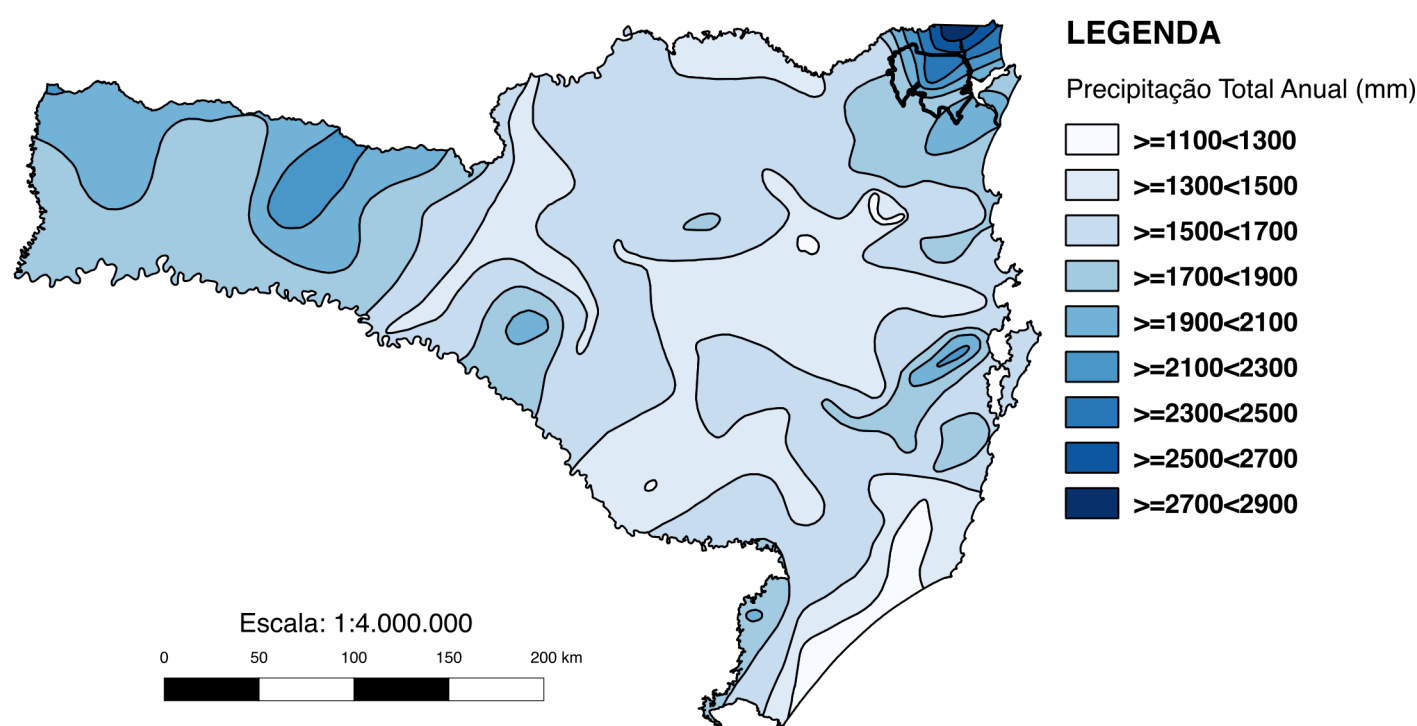 LEGENDA
Precipitação Total Anual (mm)
>=1100<1300
>=1300<1500
>=1500<1700
>=1700<1900
>=1900<2100
>=2100<2300
>=2300<2500
>=2500<2700
>=2700<2900
Escala: 1:4.000.000
0 50 100 150 200 km